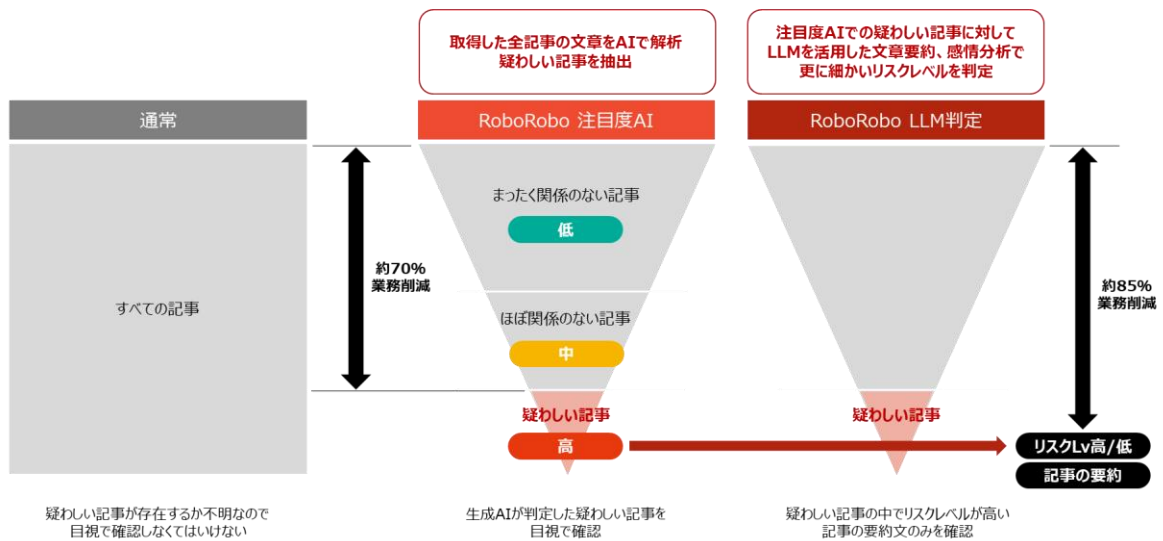 取得した全記事の文章をAIで解析
疑わしい記事を抽出
注目度AIでの疑わしい記事に対して
LLMを活用した文章要約、感情分析で
更に細かいリスクレベルを判定
通常
RoboRobo 注目度AI
RoboRobo LLM判定
すべての記事
約70%
業務削減
まったく関係のない記事
低
ほぼ関係のない記事
中
疑わしい記事
高
疑わしい記事
約85%
業務削減
リスクLv高/低
記事の要約
疑わしい記事が存在するか不明なので
目視で確認しなくてはいけない
生成AIが判定した疑わしい記事を
目視で確認
疑わしい記事の中でリスクレベルが高い
記事の要約文のみを確認